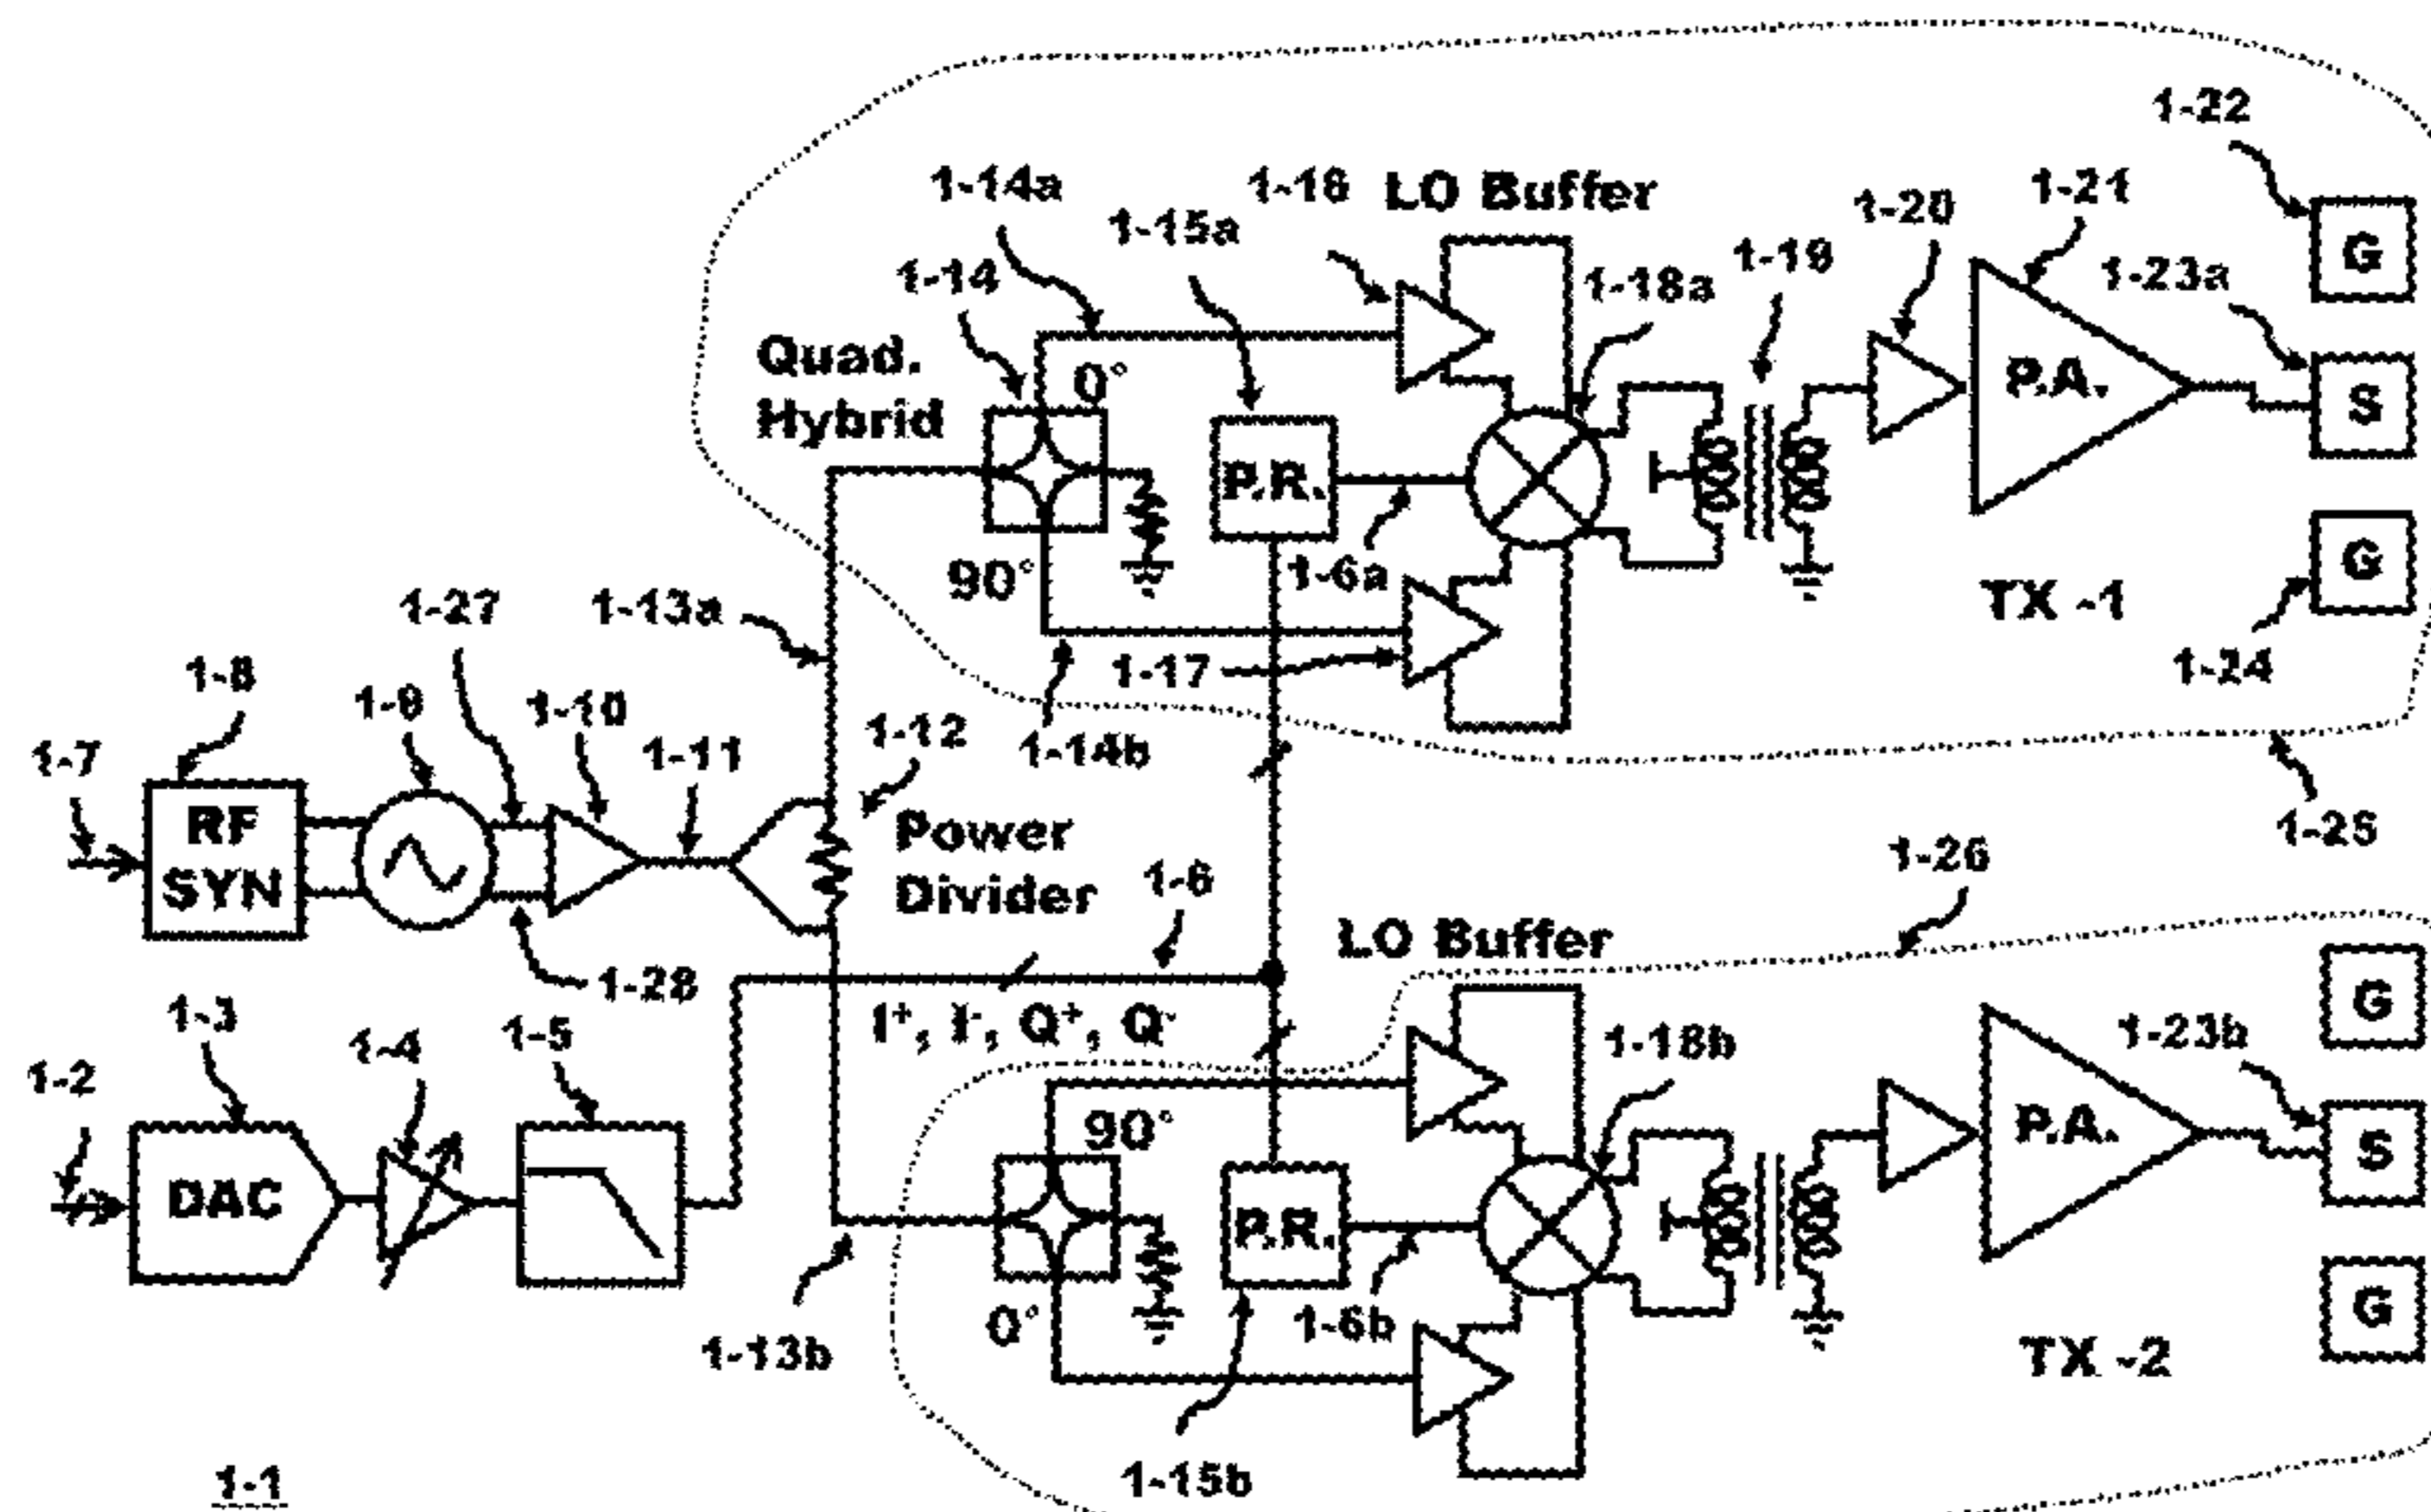 1-22
1-14a
1-16 LO Buffer
1-21
1-15a
1-20
1-14
1-18a
1-19
1-23a
G
Quad.
Hybrid
0°
P.A.
S
P.R.
90°
1-6a
G
TX -1
1-27
1-13a
1-17
1-24
1-8
1-9
1-10
1-12
1-14b
1-7
1-11
1-25
RF
SYN
Power
Divider
1-6
1-26
LO Buffer
1-28
G
1-3
1-4
1-5
I⁺, I⁻, Q⁺, Q⁻
1-18b
1-23b
1-2
90°
P.A.
S
DAC
P.R.
0°
1-6b
G
1-13b
TX -2
1-15b
1-1